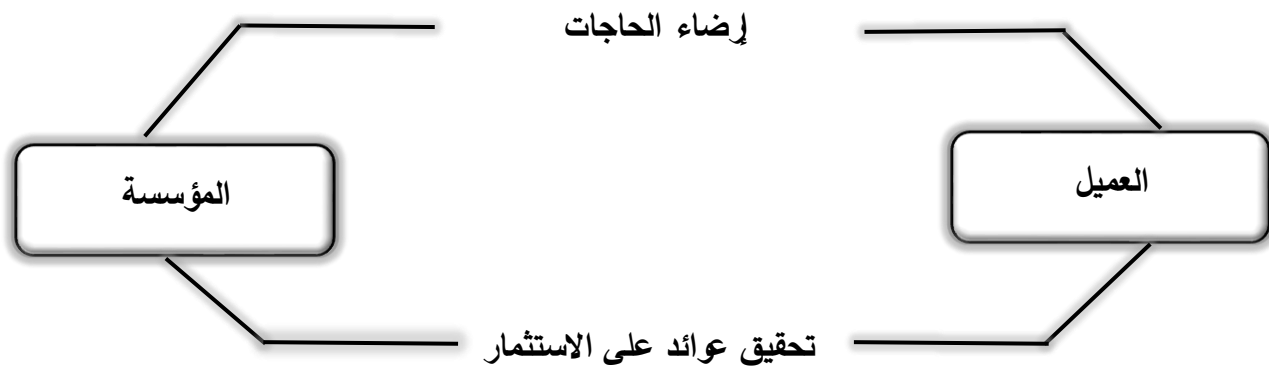 إرضاء الحاجات
العميل
المؤسسة
تحقيق عوائد على الاستثمار